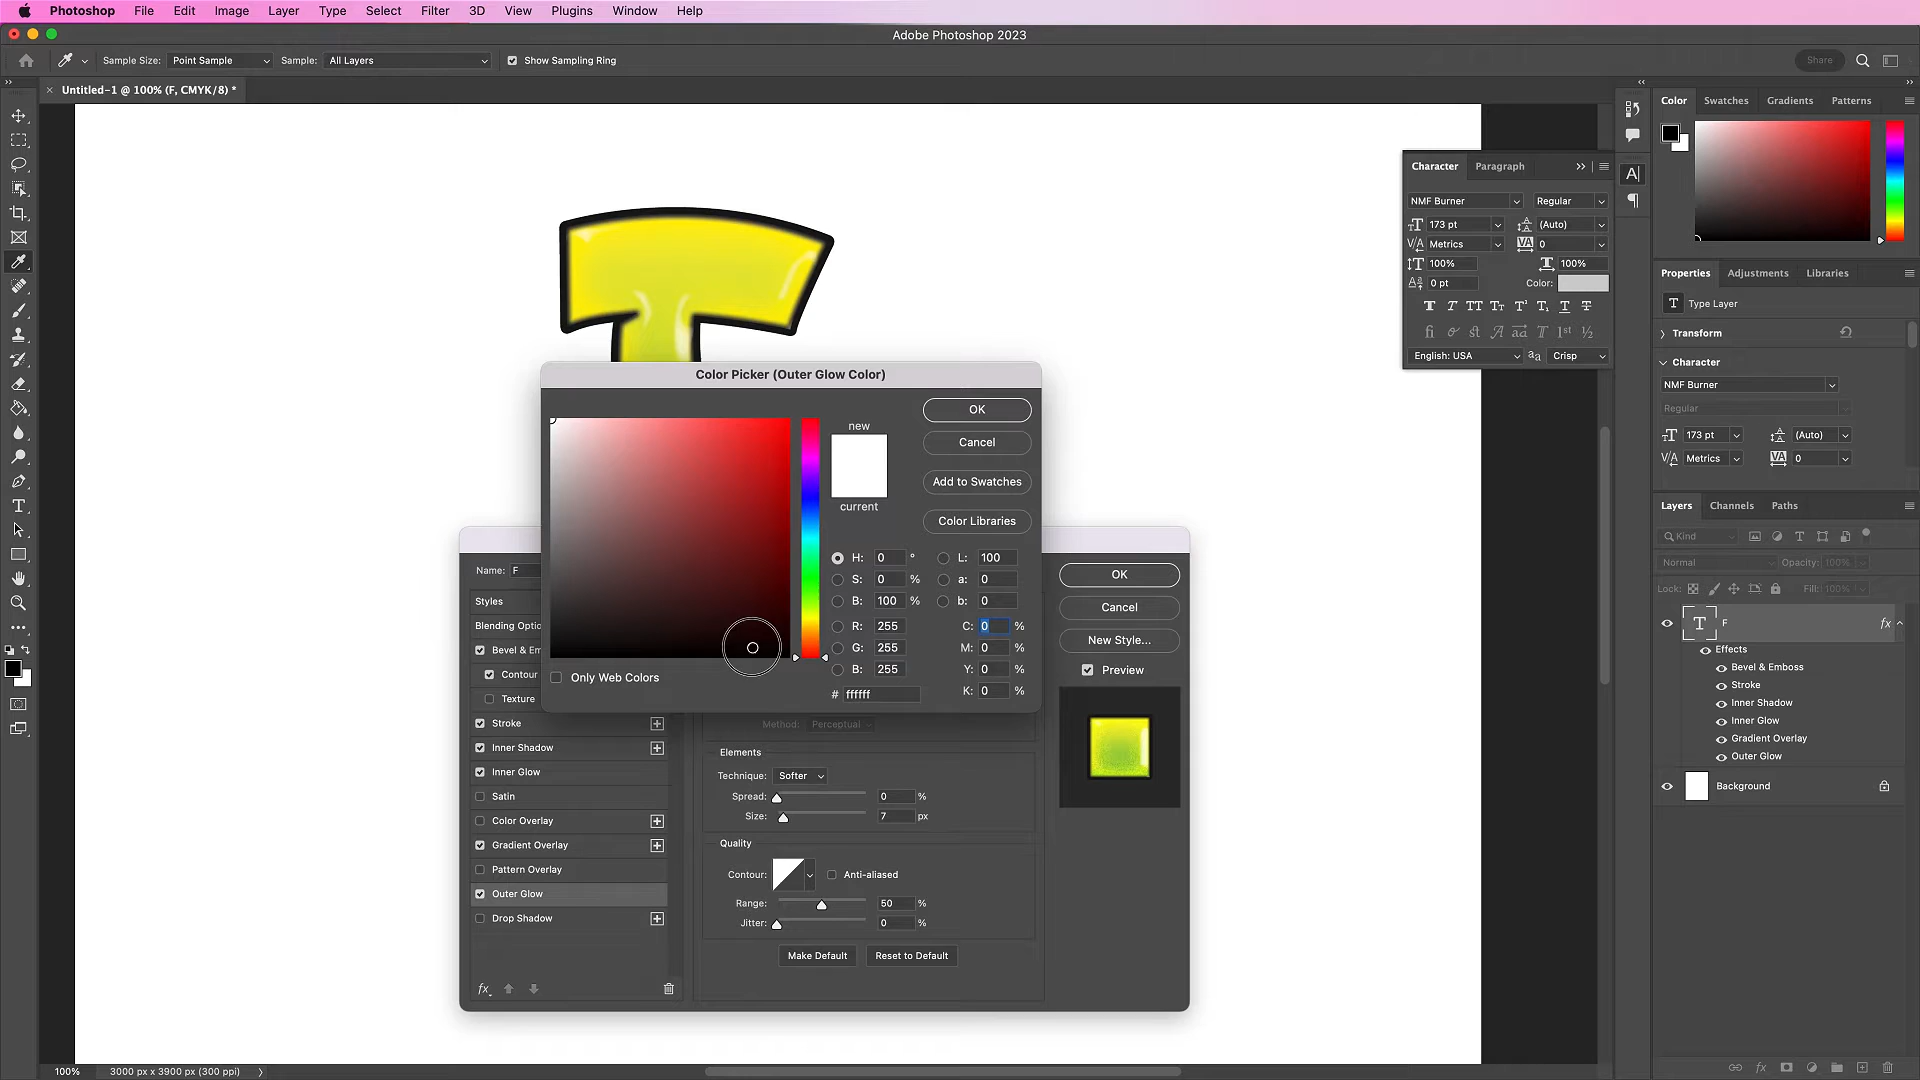 Photoshop File Edit Image Layer Type Select Filter 3D View Plugins Window Help
Adobe Photoshop 2023
Sample Size: Point Sample Sample: All Layers Show Sampling Ring Share
Untitled-1 @ 100% (F, CMYK/8) *
Color Swatches Gradients Patterns
Character Paragraph
NMF Burner Regular
173 pt (Auto)
Metrics 0
100% 100%
0 pt Color:
English: USA Crisp
Properties Adjustments Libraries
Type Layer
Transform
Character
NMF Burner
Regular
173 pt (Auto)
Metrics 0
Layers Channels Paths
Kind
Normal Opacity: 100%
Lock: Fill: 100%
F fx
Effects
Bevel & Emboss
Stroke
Inner Shadow
Inner Glow
Gradient Overlay
Outer Glow
Background
Color Picker (Outer Glow Color)
new
current
OK
Cancel
Add to Swatches
Color Libraries
H: 0 ° L: 100
S: 0 % a: 0
B: 100 % b: 0
R: 255 C: 0 %
G: 255 M: 0 %
B: 255 Y: 0 %
# ffffff K: 0 %
Only Web Colors
Name: F
Styles
Blending Optio
Bevel & Em
Contour
Texture
Stroke
Inner Shadow
Inner Glow
Satin
Color Overlay
Gradient Overlay
Pattern Overlay
Outer Glow
Drop Shadow
fx
Method: Perceptual
Elements
Technique: Softer
Spread: 0 %
Size: 7 px
Quality
Contour: Anti-aliased
Range: 50 %
Jitter: 0 %
Make Default Reset to Default
OK
Cancel
New Style...
Preview
100% 3000 px x 3900 px (300 ppi)